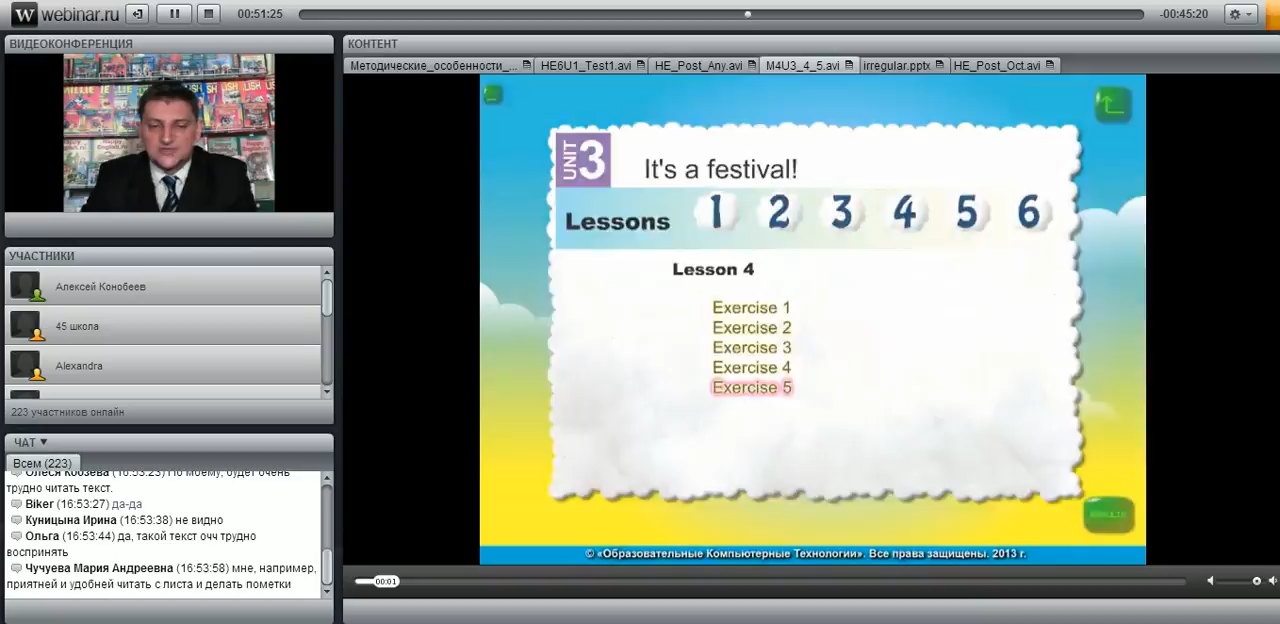 webinar.ru
00:51:25
-00:45:20
ВИДЕОКОНФЕРЕНЦИЯ
УЧАСТНИКИ
Алексей Конобеев
45 школа
Alexandra
223 участников онлайн
ЧАТ
Всем (223)
Олеся Кобзева (16:53:23) По моему, будет очень
трудно читать текст.
Biker (16:53:27) да-да
Куницына Ирина (16:53:38) не видно
Ольга (16:53:44) да, такой текст очч трудно
воспринять
Чучуева Мария Андреевна (16:53:58) мне, например,
приятней и удобней читать с листа и делать пометки
КОНТЕНТ
Методические_особенности_...
HE6U1_Test1.avi
HE_Post_Any.avi
M4U3_4_5.avi
irregular.pptx
HE_Post_Oct.avi
UNIT 3
It's a festival!
Lessons 1 2 3 4 5 6
Lesson 4
Exercise 1
Exercise 2
Exercise 3
Exercise 4
Exercise 5
© «Образовательные Компьютерные Технологии». Все права защищены. 2013 г.
00:01